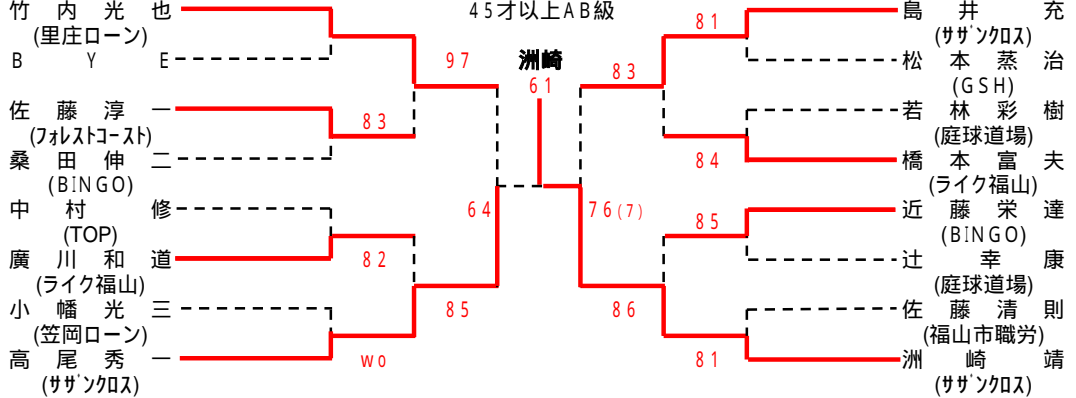 45才以上AB級
洲崎
61
竹内光也
(里庄ローン)
BYE
佐藤淳一
(フォレストコースト)
桑田伸二
(BINGO)
中村修
(TOP)
廣川和道
(ライク福山)
小幡光三
(笠岡ローン)
高尾秀一
(ササ゛ンクロス)
97
83
82
wo
85
64
76(7)
81
83
84
85
86
81
島井充
(ササ゛ンクロス)
松本蒸治
(GSH)
若林彩樹
(庭球道場)
橋本富夫
(ライク福山)
近藤栄達
(BINGO)
辻幸康
(庭球道場)
佐藤清則
(福山市職労)
洲崎靖
(ササ゛ンクロス)